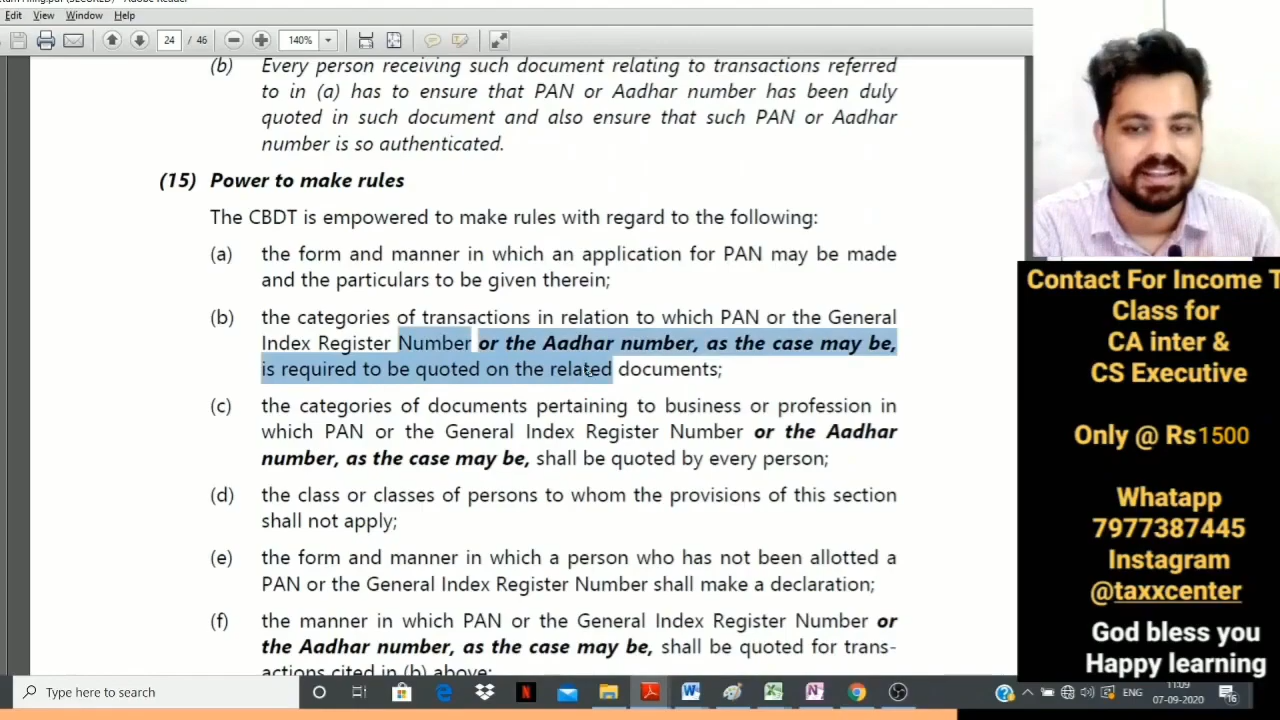 Edit View Window Help
24 / 46 140%
(b) Every person receiving such document relating to transactions referred
to in (a) has to ensure that PAN or Aadhar number has been duly
quoted in such document and also ensure that such PAN or Aadhar
number is so authenticated.
(15) Power to make rules
The CBDT is empowered to make rules with regard to the following:
(a) the form and manner in which an application for PAN may be made
and the particulars to be given therein;
(b) the categories of transactions in relation to which PAN or the General
Index Register Number or the Aadhar number, as the case may be,
is required to be quoted on the related documents;
(c) the categories of documents pertaining to business or profession in
which PAN or the General Index Register Number or the Aadhar
number, as the case may be, shall be quoted by every person;
(d) the class or classes of persons to whom the provisions of this section
shall not apply;
(e) the form and manner in which a person who has not been allotted a
PAN or the General Index Register Number shall make a declaration;
(f) the manner in which PAN or the General Index Register Number or
the Aadhar number, as the case may be, shall be quoted for trans-
actions cited in (b) above;
Contact For Income T
Class for
CA inter &
CS Executive
Only @ Rs1500
Whatapp
7977387445
Instagram
@taxxcenter
God bless you
Happy learning
Type here to search
ENG
11:09
07-09-2020
16